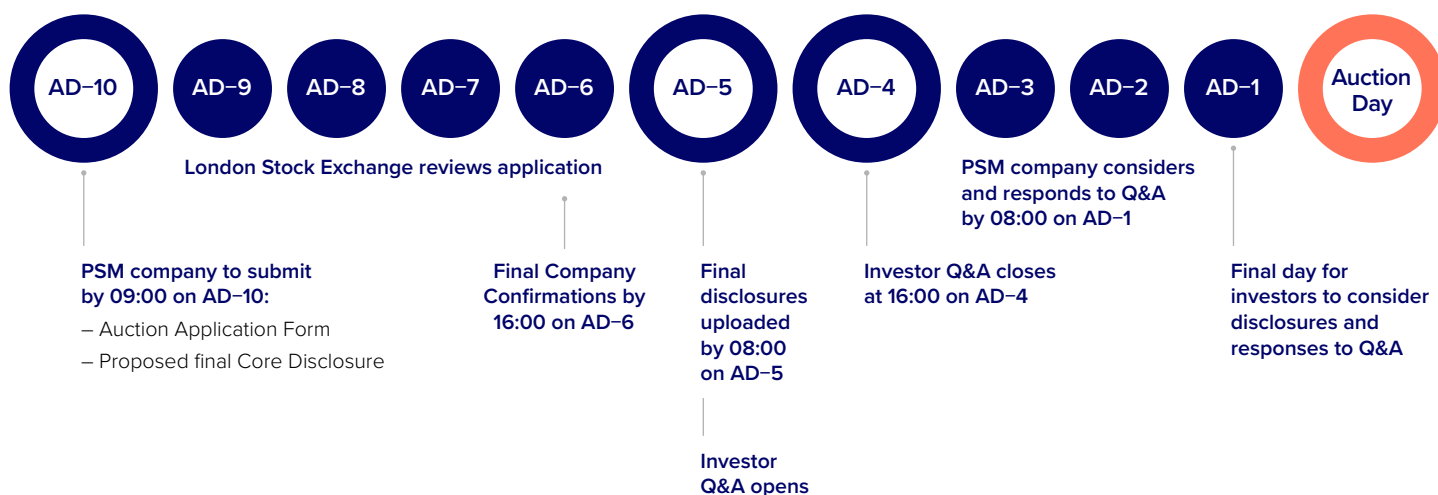 AD–10
AD–9
AD–8
AD–7
AD–6
AD–5
AD–4
AD–3
AD–2
AD–1
Auction
Day
London Stock Exchange reviews application
PSM company considers
and responds to Q&A
by 08:00 on AD–1
PSM company to submit
by 09:00 on AD–10:
– Auction Application Form
– Proposed final Core Disclosure
Final Company
Confirmations by
16:00 on AD–6
Final
disclosures
uploaded
by 08:00
on AD–5
Investor
Q&A opens
Investor Q&A closes
at 16:00 on AD–4
Final day for
investors to consider
disclosures and
responses to Q&A